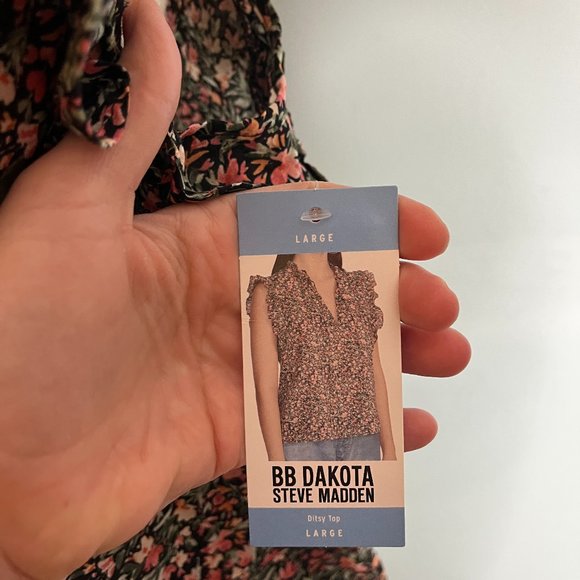 LARGE
BB DAKOTA
STEVE MADDEN
Ditsy Top
LARGE